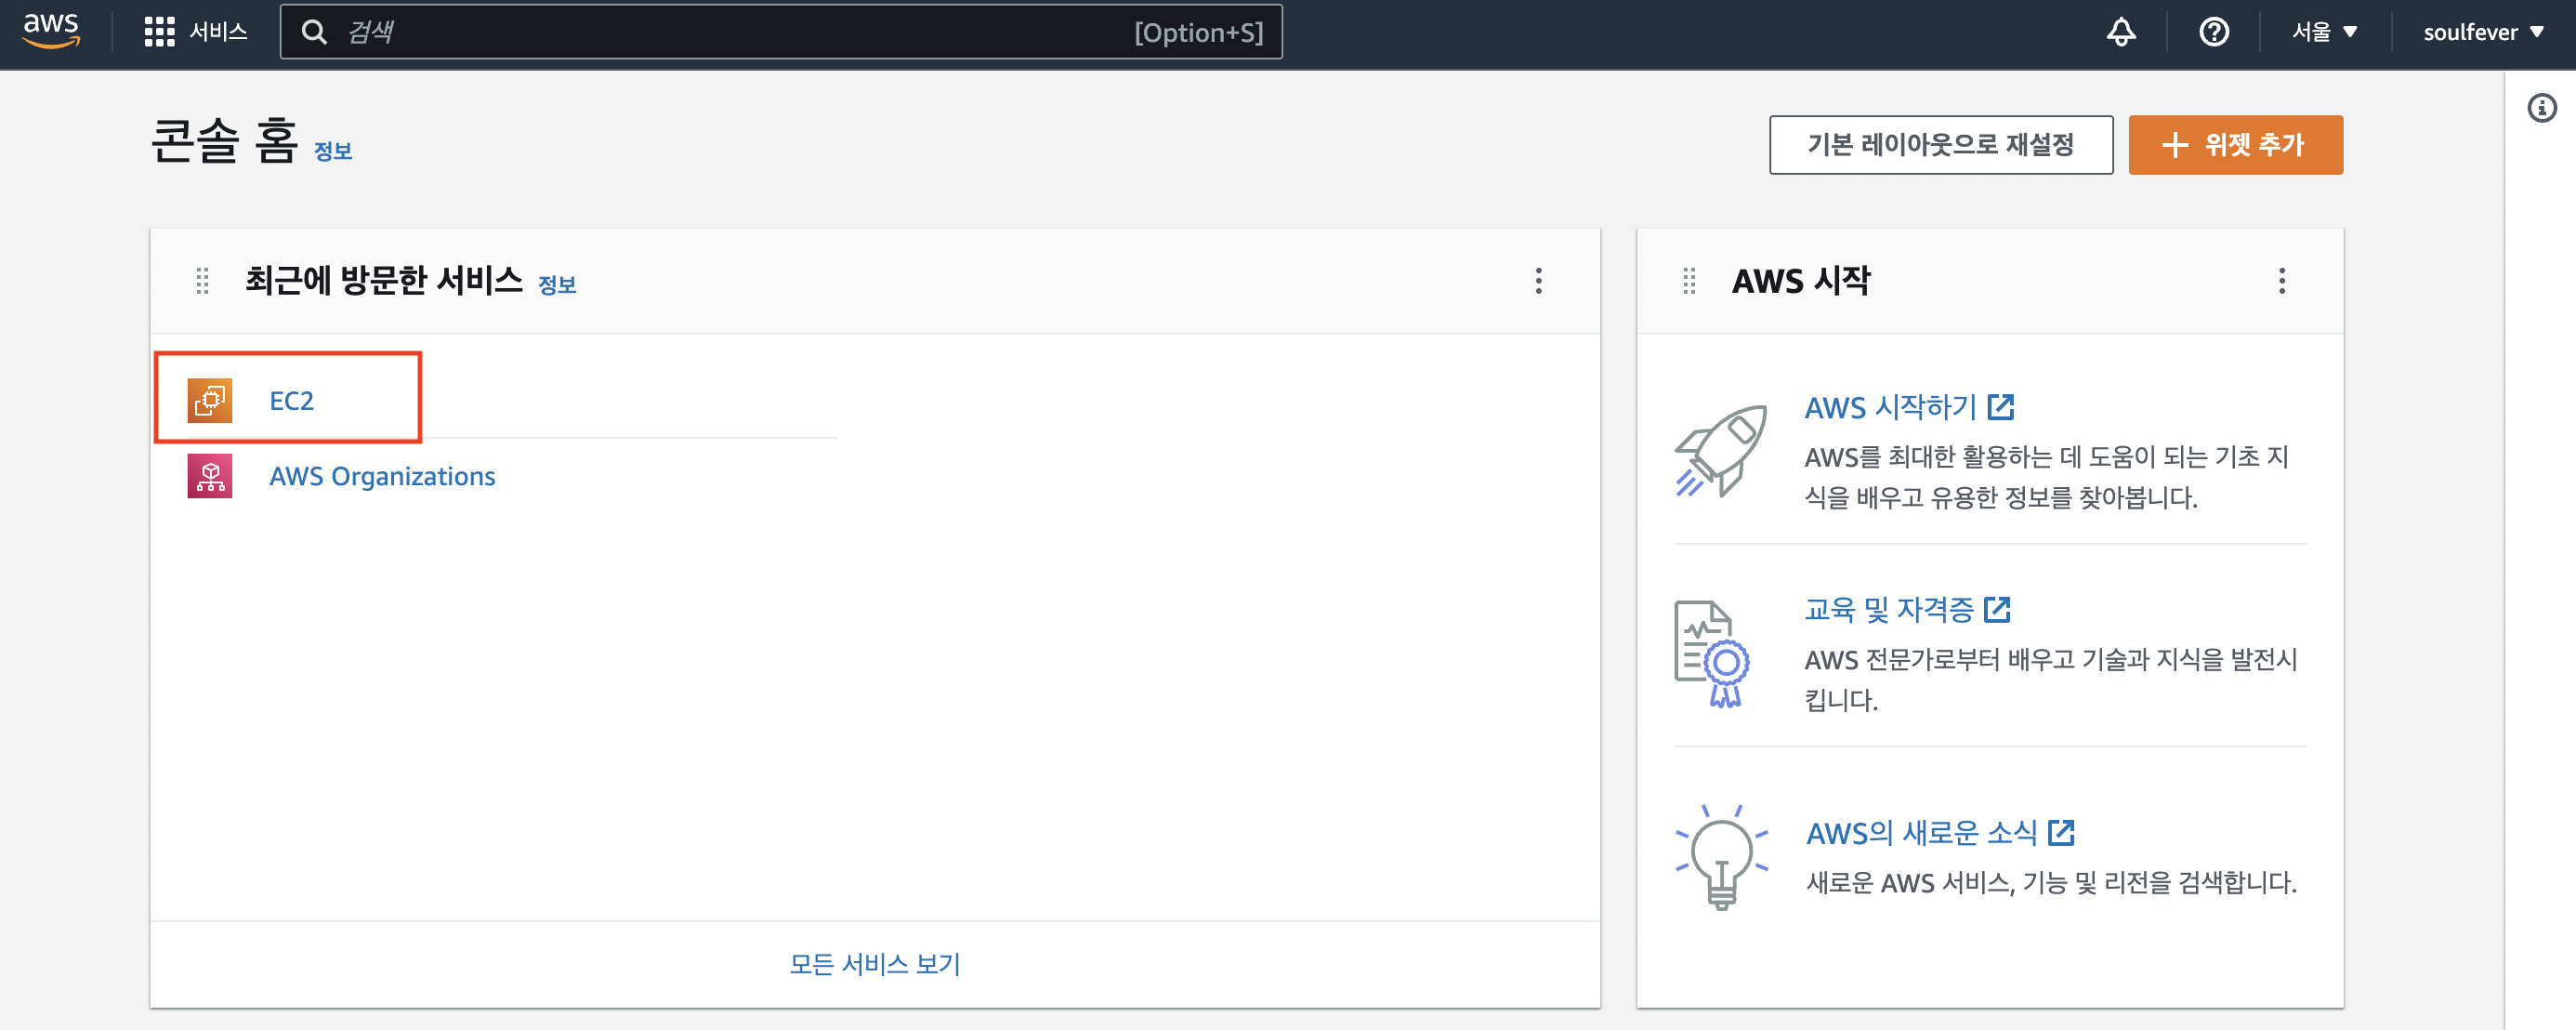 aws
서비스
검색
[Option+S]
서울
soulfever
콘솔 홈 정보
기본 레이아웃으로 재설정
위젯 추가
최근에 방문한 서비스 정보
EC2
AWS Organizations
모든 서비스 보기
AWS 시작
AWS 시작하기
AWS를 최대한 활용하는 데 도움이 되는 기초 지
식을 배우고 유용한 정보를 찾아봅니다.
교육 및 자격증
AWS 전문가로부터 배우고 기술과 지식을 발전시
킵니다.
AWS의 새로운 소식
새로운 AWS 서비스, 기능 및 리전을 검색합니다.